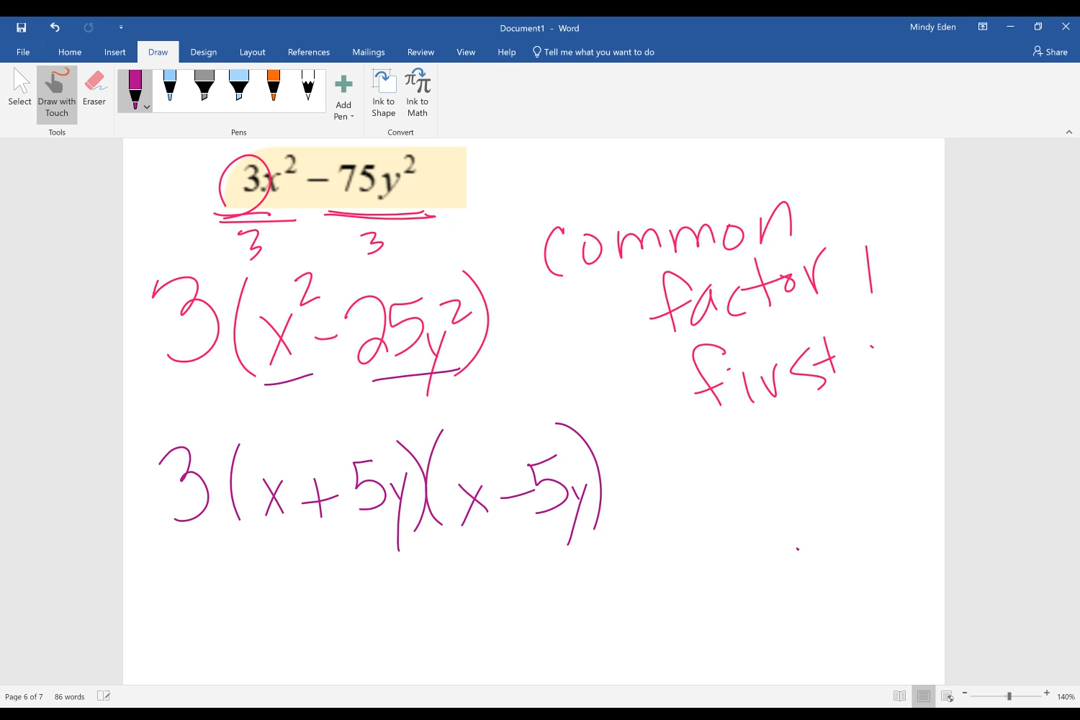 Document1 - Word
Mindy Eden
File Home Insert Draw Design Layout References Mailings Review View Help Tell me what you want to do Share
Select
Draw with Touch
Eraser
Add Pen
Ink to Shape
Ink to Math
Tools
Pens
Convert
3x² − 75y²
3 3
common
factor !
first.
3(x² - 25y²)
3(x + 5y)(x - 5y)
Page 6 of 7 86 words 140%